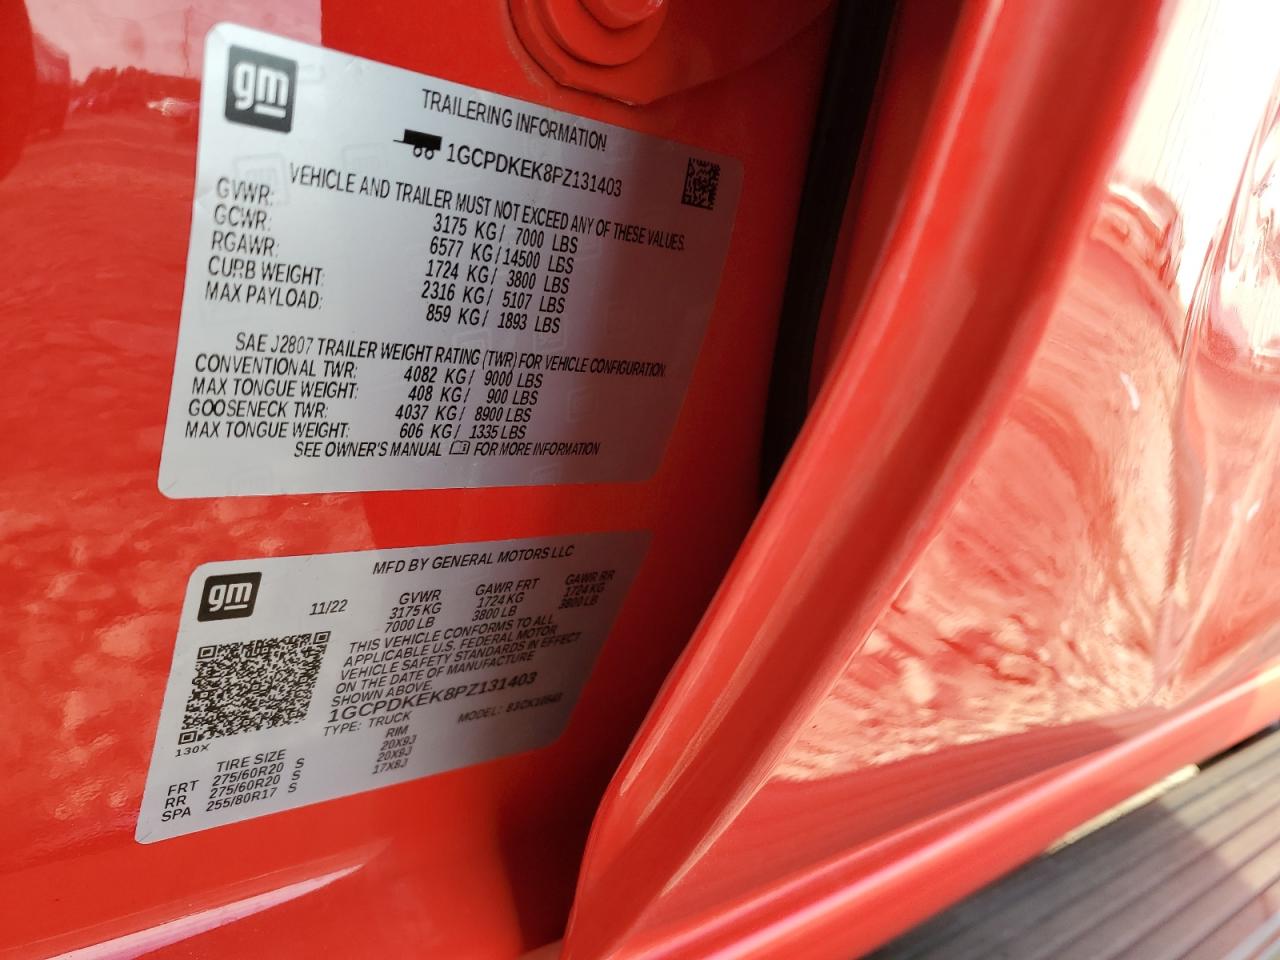 gm
TRAILERING INFORMATION
1GCPDKEK8PZ131403
VEHICLE AND TRAILER MUST NOT EXCEED ANY OF THESE VALUES.
GVWR: 3175 KG/ 7000 LBS
GCWR: 6577 KG/ 14500 LBS
RGAWR: 1724 KG/ 3800 LBS
CURB WEIGHT: 2316 KG/ 5107 LBS
MAX PAYLOAD: 859 KG/ 1893 LBS
SAE J2807 TRAILER WEIGHT RATING (TWR) FOR VEHICLE CONFIGURATION.
CONVENTIONAL TWR: 4082 KG/ 9000 LBS
MAX TONGUE WEIGHT: 408 KG/ 900 LBS
GOOSENECK TWR: 4037 KG/ 8900 LBS
MAX TONGUE WEIGHT: 606 KG/ 1335 LBS
SEE OWNER'S MANUAL FOR MORE INFORMATION
gm
MFD BY GENERAL MOTORS LLC
11/22 GVWR GAWR FRT GAWR RR
3175KG 1724KG 1724KG
7000 LB 3800 LB 3800 LB
THIS VEHICLE CONFORMS TO ALL
APPLICABLE U.S. FEDERAL MOTOR
VEHICLE SAFETY STANDARDS IN EFFECT
ON THE DATE OF MANUFACTURE
SHOWN ABOVE.
1GCPDKEK8PZ131403
TYPE: TRUCK MODEL:
130X
TIRE SIZE RIM
FRT 275/60R20 S 20X9J
RR 275/60R20 S 20X9J
SPA 255/80R17 S 17X8J